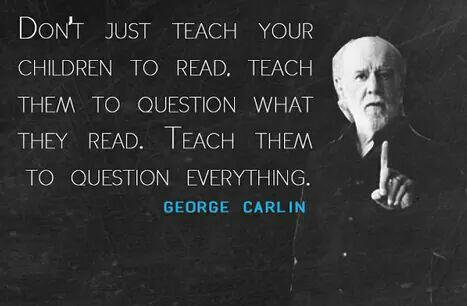 Don't just teach your
children to read, teach
them to question what
they read. Teach them
to question everything.
GEORGE CARLIN